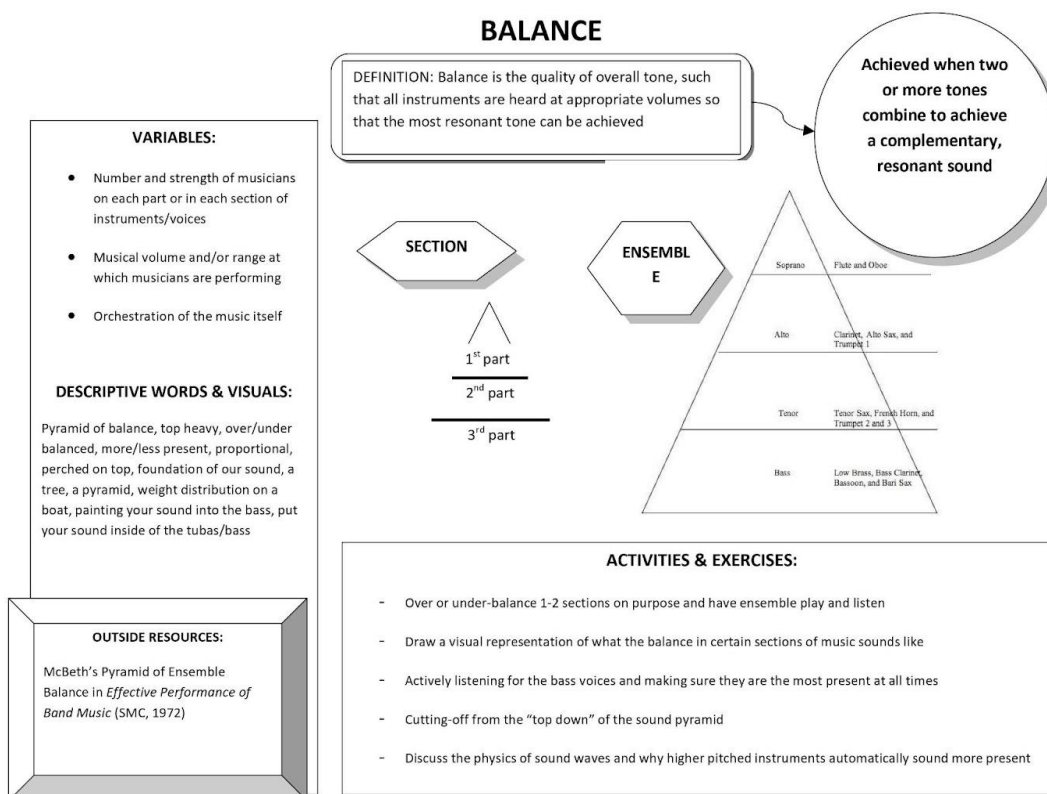 BALANCE
DEFINITION: Balance is the quality of overall tone, such
that all instruments are heard at appropriate volumes so
that the most resonant tone can be achieved
Achieved when two
or more tones
combine to achieve
a complementary,
resonant sound
VARIABLES:
• Number and strength of musicians
on each part or in each section of
instruments/voices
• Musical volume and/or range at
which musicians are performing
• Orchestration of the music itself
DESCRIPTIVE WORDS & VISUALS:
Pyramid of balance, top heavy, over/under
balanced, more/less present, proportional,
perched on top, foundation of our sound, a
tree, a pyramid, weight distribution on a
boat, painting your sound into the bass, put
your sound inside of the tubas/bass
OUTSIDE RESOURCES:
McBeth's Pyramid of Ensemble
Balance in Effective Performance of
Band Music (SMC, 1972)
SECTION
1st part
2nd part
3rd part
ENSEMBL
E
Soprano Flute and Oboe
Alto Clarinet, Alto Sax, and
Trumpet 1
Tenor Tenor Sax, French Horn, and
Trumpet 2 and 3
Bass Low Brass, Bass Clarinet,
Bassoon, and Bari Sax
ACTIVITIES & EXERCISES:
- Over or under-balance 1-2 sections on purpose and have ensemble play and listen
- Draw a visual representation of what the balance in certain sections of music sounds like
- Actively listening for the bass voices and making sure they are the most present at all times
- Cutting-off from the “top down” of the sound pyramid
- Discuss the physics of sound waves and why higher pitched instruments automatically sound more present